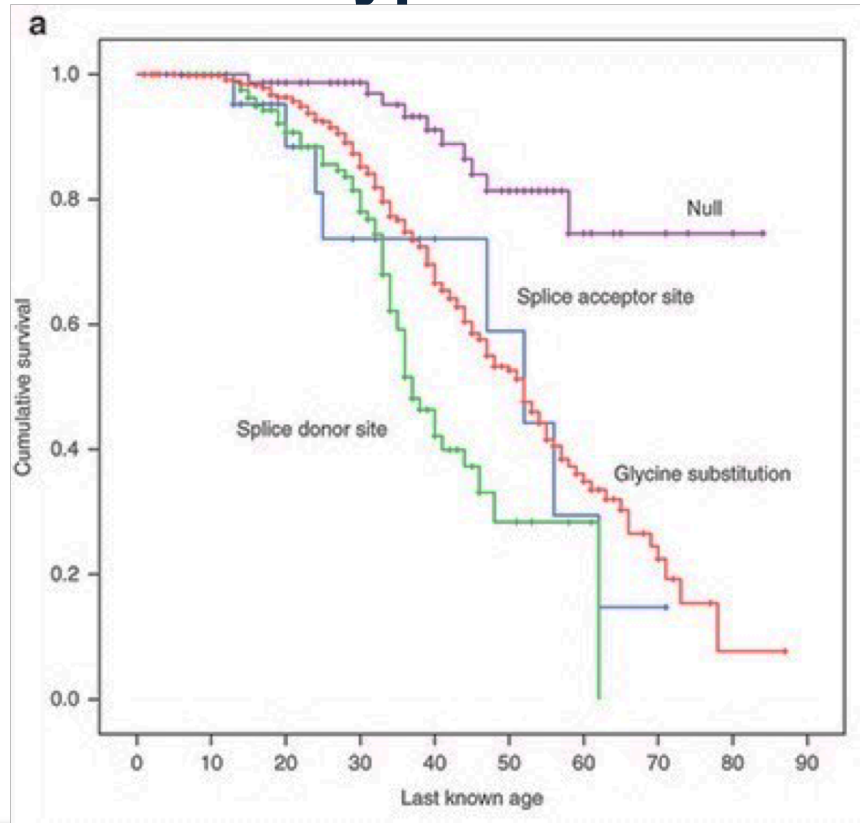 a
1.0
0.8
0.6
0.4
0.2
0.0
Cumulative survival
Null
Splice acceptor site
Splice donor site
Glycine substitution
0 10 20 30 40 50 60 70 80 90
Last known age